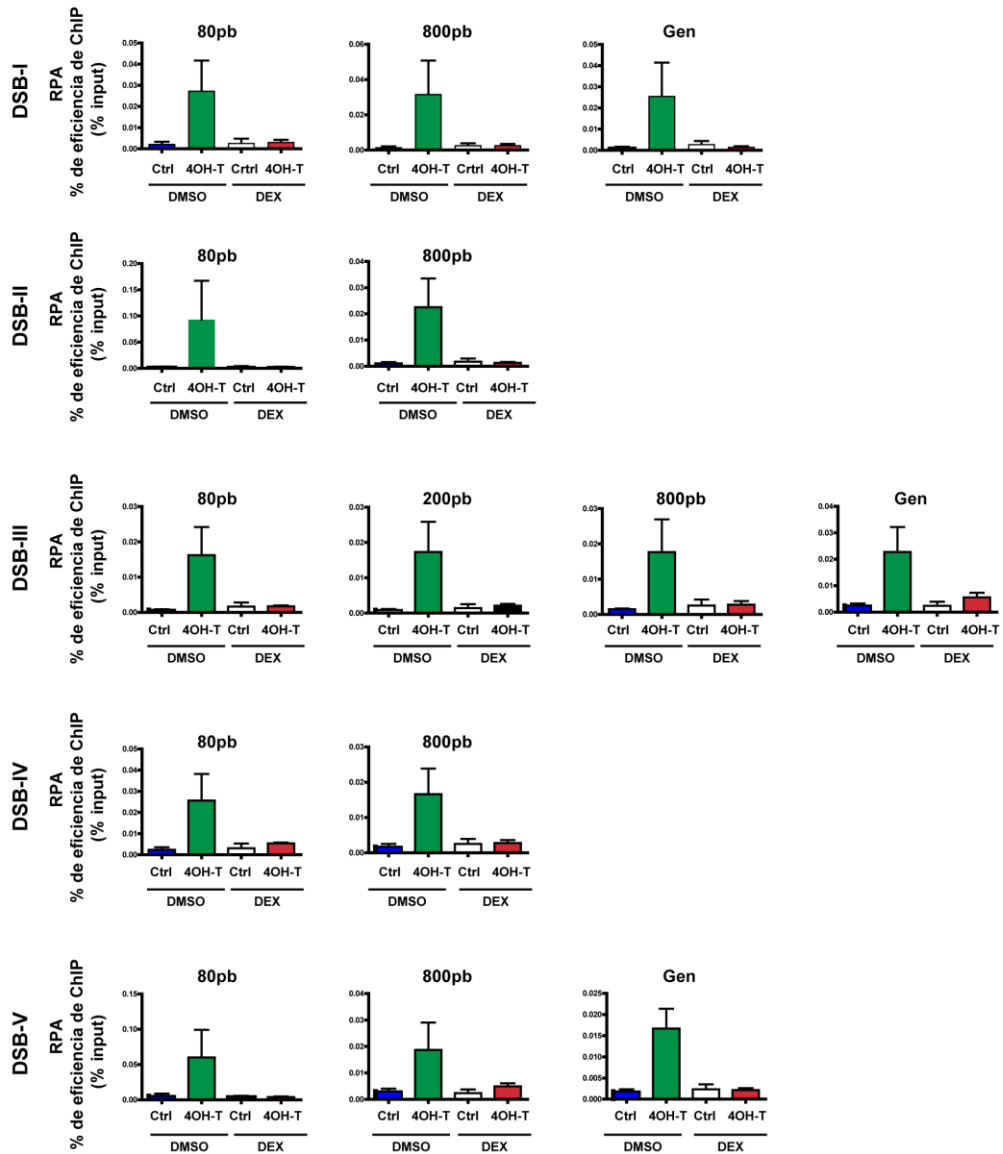 DSB-I
RPA
% de eficiencia de ChIP
(% input)
80pb
0.05
0.04
0.03
0.02
0.01
0.00
Ctrl 4OH-T Crtrl 4OH-T
DMSO DEX
800pb
0.06
0.04
0.02
0.00
Ctrl 4OH-T Crtrl 4OH-T
DMSO DEX
Gen
0.05
0.04
0.03
0.02
0.01
0.00
Ctrl 4OH-T Ctrl 4OH-T
DMSO DEX
DSB-II
RPA
% de eficiencia de ChIP
(% input)
80pb
0.20
0.15
0.10
0.05
0.00
Ctrl 4OH-T Ctrl 4OH-T
DMSO DEX
800pb
0.04
0.03
0.02
0.01
0.00
Ctrl 4OH-T Ctrl 4OH-T
DMSO DEX
DSB-III
RPA
% de eficiencia de ChIP
(% input)
80pb
0.03
0.02
0.01
0.00
Ctrl 4OH-T Ctrl 4OH-T
DMSO DEX
200pb
0.03
0.02
0.01
0.00
Ctrl 4OH-T Ctrl 4OH-T
DMSO DEX
800pb
0.03
0.02
0.01
0.00
Ctrl 4OH-T Ctrl 4OH-T
DMSO DEX
Gen
0.04
0.03
0.02
0.01
0.00
Ctrl 4OH-T Ctrl 4OH-T
DMSO DEX
DSB-IV
RPA
% de eficiencia de ChIP
(% input)
80pb
0.05
0.04
0.03
0.02
0.01
0.00
Ctrl 4OH-T Ctrl 4OH-T
DMSO DEX
800pb
0.03
0.02
0.01
0.00
Ctrl 4OH-T Ctrl 4OH-T
DMSO DEX
DSB-V
RPA
% de eficiencia de ChIP
(% input)
80pb
0.15
0.10
0.05
0.00
Ctrl 4OH-T Ctrl 4OH-T
DMSO DEX
800pb
0.04
0.03
0.02
0.01
0.00
Ctrl 4OH-T Ctrl 4OH-T
DMSO DEX
Gen
0.025
0.020
0.015
0.010
0.005
0.000
Ctrl 4OH-T Ctrl 4OH-T
DMSO DEX